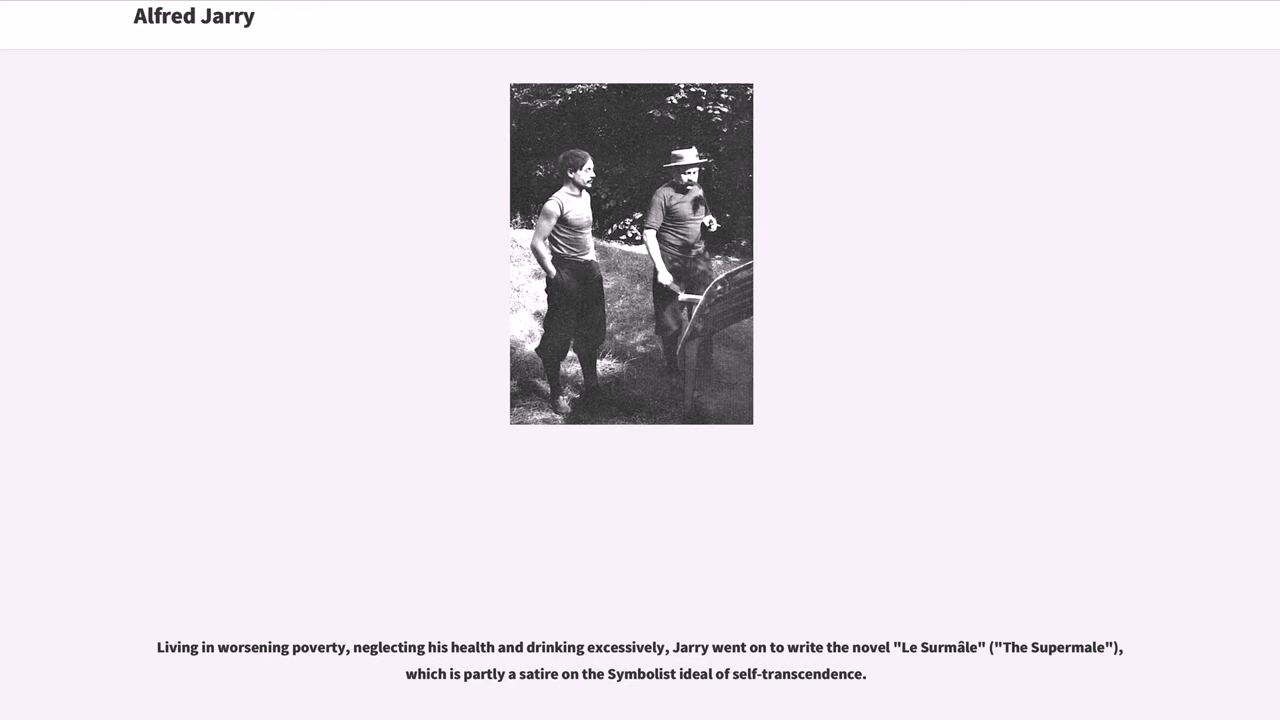 Alfred Jarry
Living in worsening poverty, neglecting his health and drinking excessively, Jarry went on to write the novel "Le Surmâle" ("The Supermale"),
which is partly a satire on the Symbolist ideal of self-transcendence.